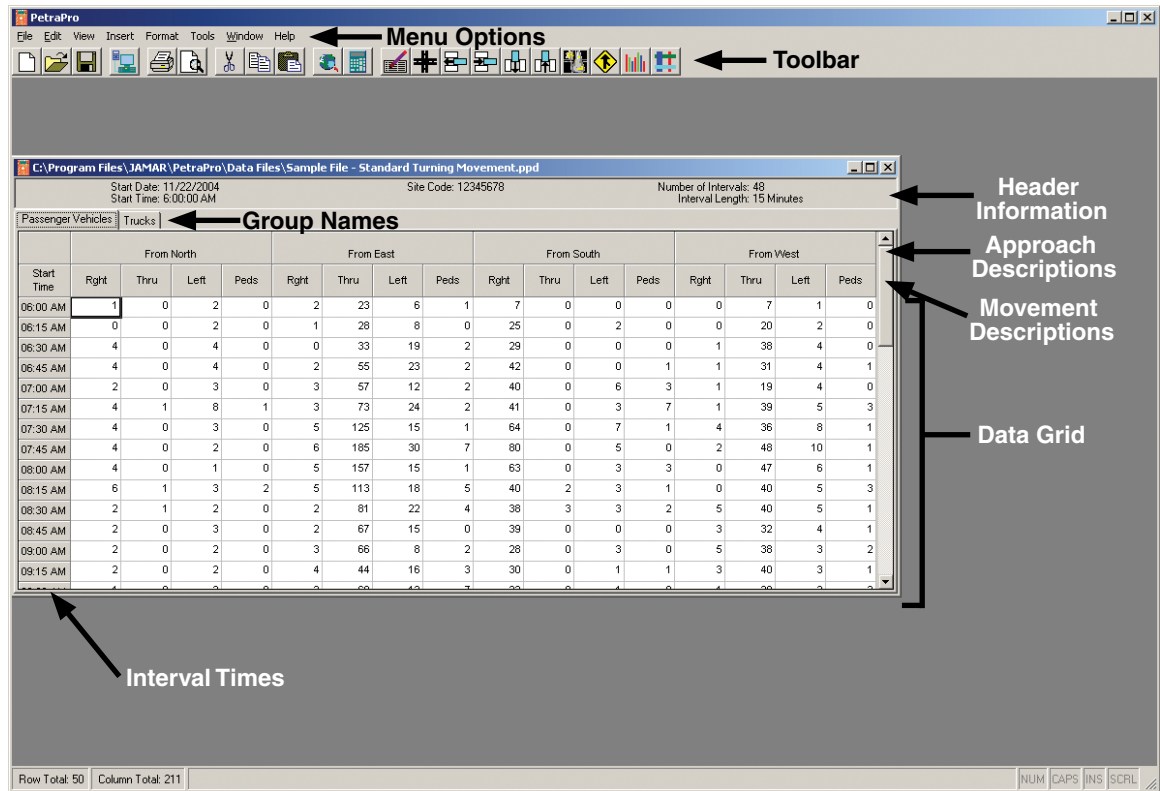 PetraPro
File Edit View Insert Format Tools Window Help
Menu Options
Toolbar
C:\Program Files\JAMAR\PetraPro\Data Files\Sample File - Standard Turning Movement.ppd
Start Date: 11/22/2004 Site Code: 12345678 Number of Intervals: 48
Start Time: 6:00:00 AM Interval Length: 15 Minutes
Header
Information
Passenger Vehicles Trucks
Group Names
From North From East From South From West
Approach
Descriptions
Start
Time Rght Thru Left Peds Rght Thru Left Peds Rght Thru Left Peds Rght Thru Left Peds
Movement
Descriptions
06:00 AM 1 0 2 0 2 23 6 1 7 0 0 0 0 7 1 0
06:15 AM 0 0 2 0 1 28 8 0 25 0 2 0 0 20 2 0
06:30 AM 4 0 4 0 0 33 19 2 29 0 0 0 1 38 4 0
06:45 AM 4 0 4 0 2 55 23 2 42 0 0 1 1 31 4 1
07:00 AM 2 0 3 0 3 57 12 2 40 0 6 3 1 19 4 0
07:15 AM 4 1 8 1 3 73 24 2 41 0 3 7 1 39 5 3
07:30 AM 4 0 3 0 5 125 15 1 64 0 7 1 4 36 8 1
07:45 AM 4 0 2 0 6 185 30 7 80 0 5 0 2 48 10 1
08:00 AM 4 0 1 0 5 157 15 1 63 0 3 3 0 47 6 1
08:15 AM 6 1 3 2 5 113 18 5 40 2 3 1 0 40 5 3
08:30 AM 2 1 2 0 2 81 22 4 38 3 3 2 5 40 5 1
08:45 AM 2 0 3 0 2 67 15 0 39 0 0 0 3 32 4 1
09:00 AM 2 0 2 0 3 66 8 2 28 0 3 0 5 38 3 2
09:15 AM 2 0 2 0 4 44 16 3 30 0 1 1 3 40 3 1
Data Grid
Interval Times
Row Total: 50 Column Total: 211
NUM CAPS INS SCRL